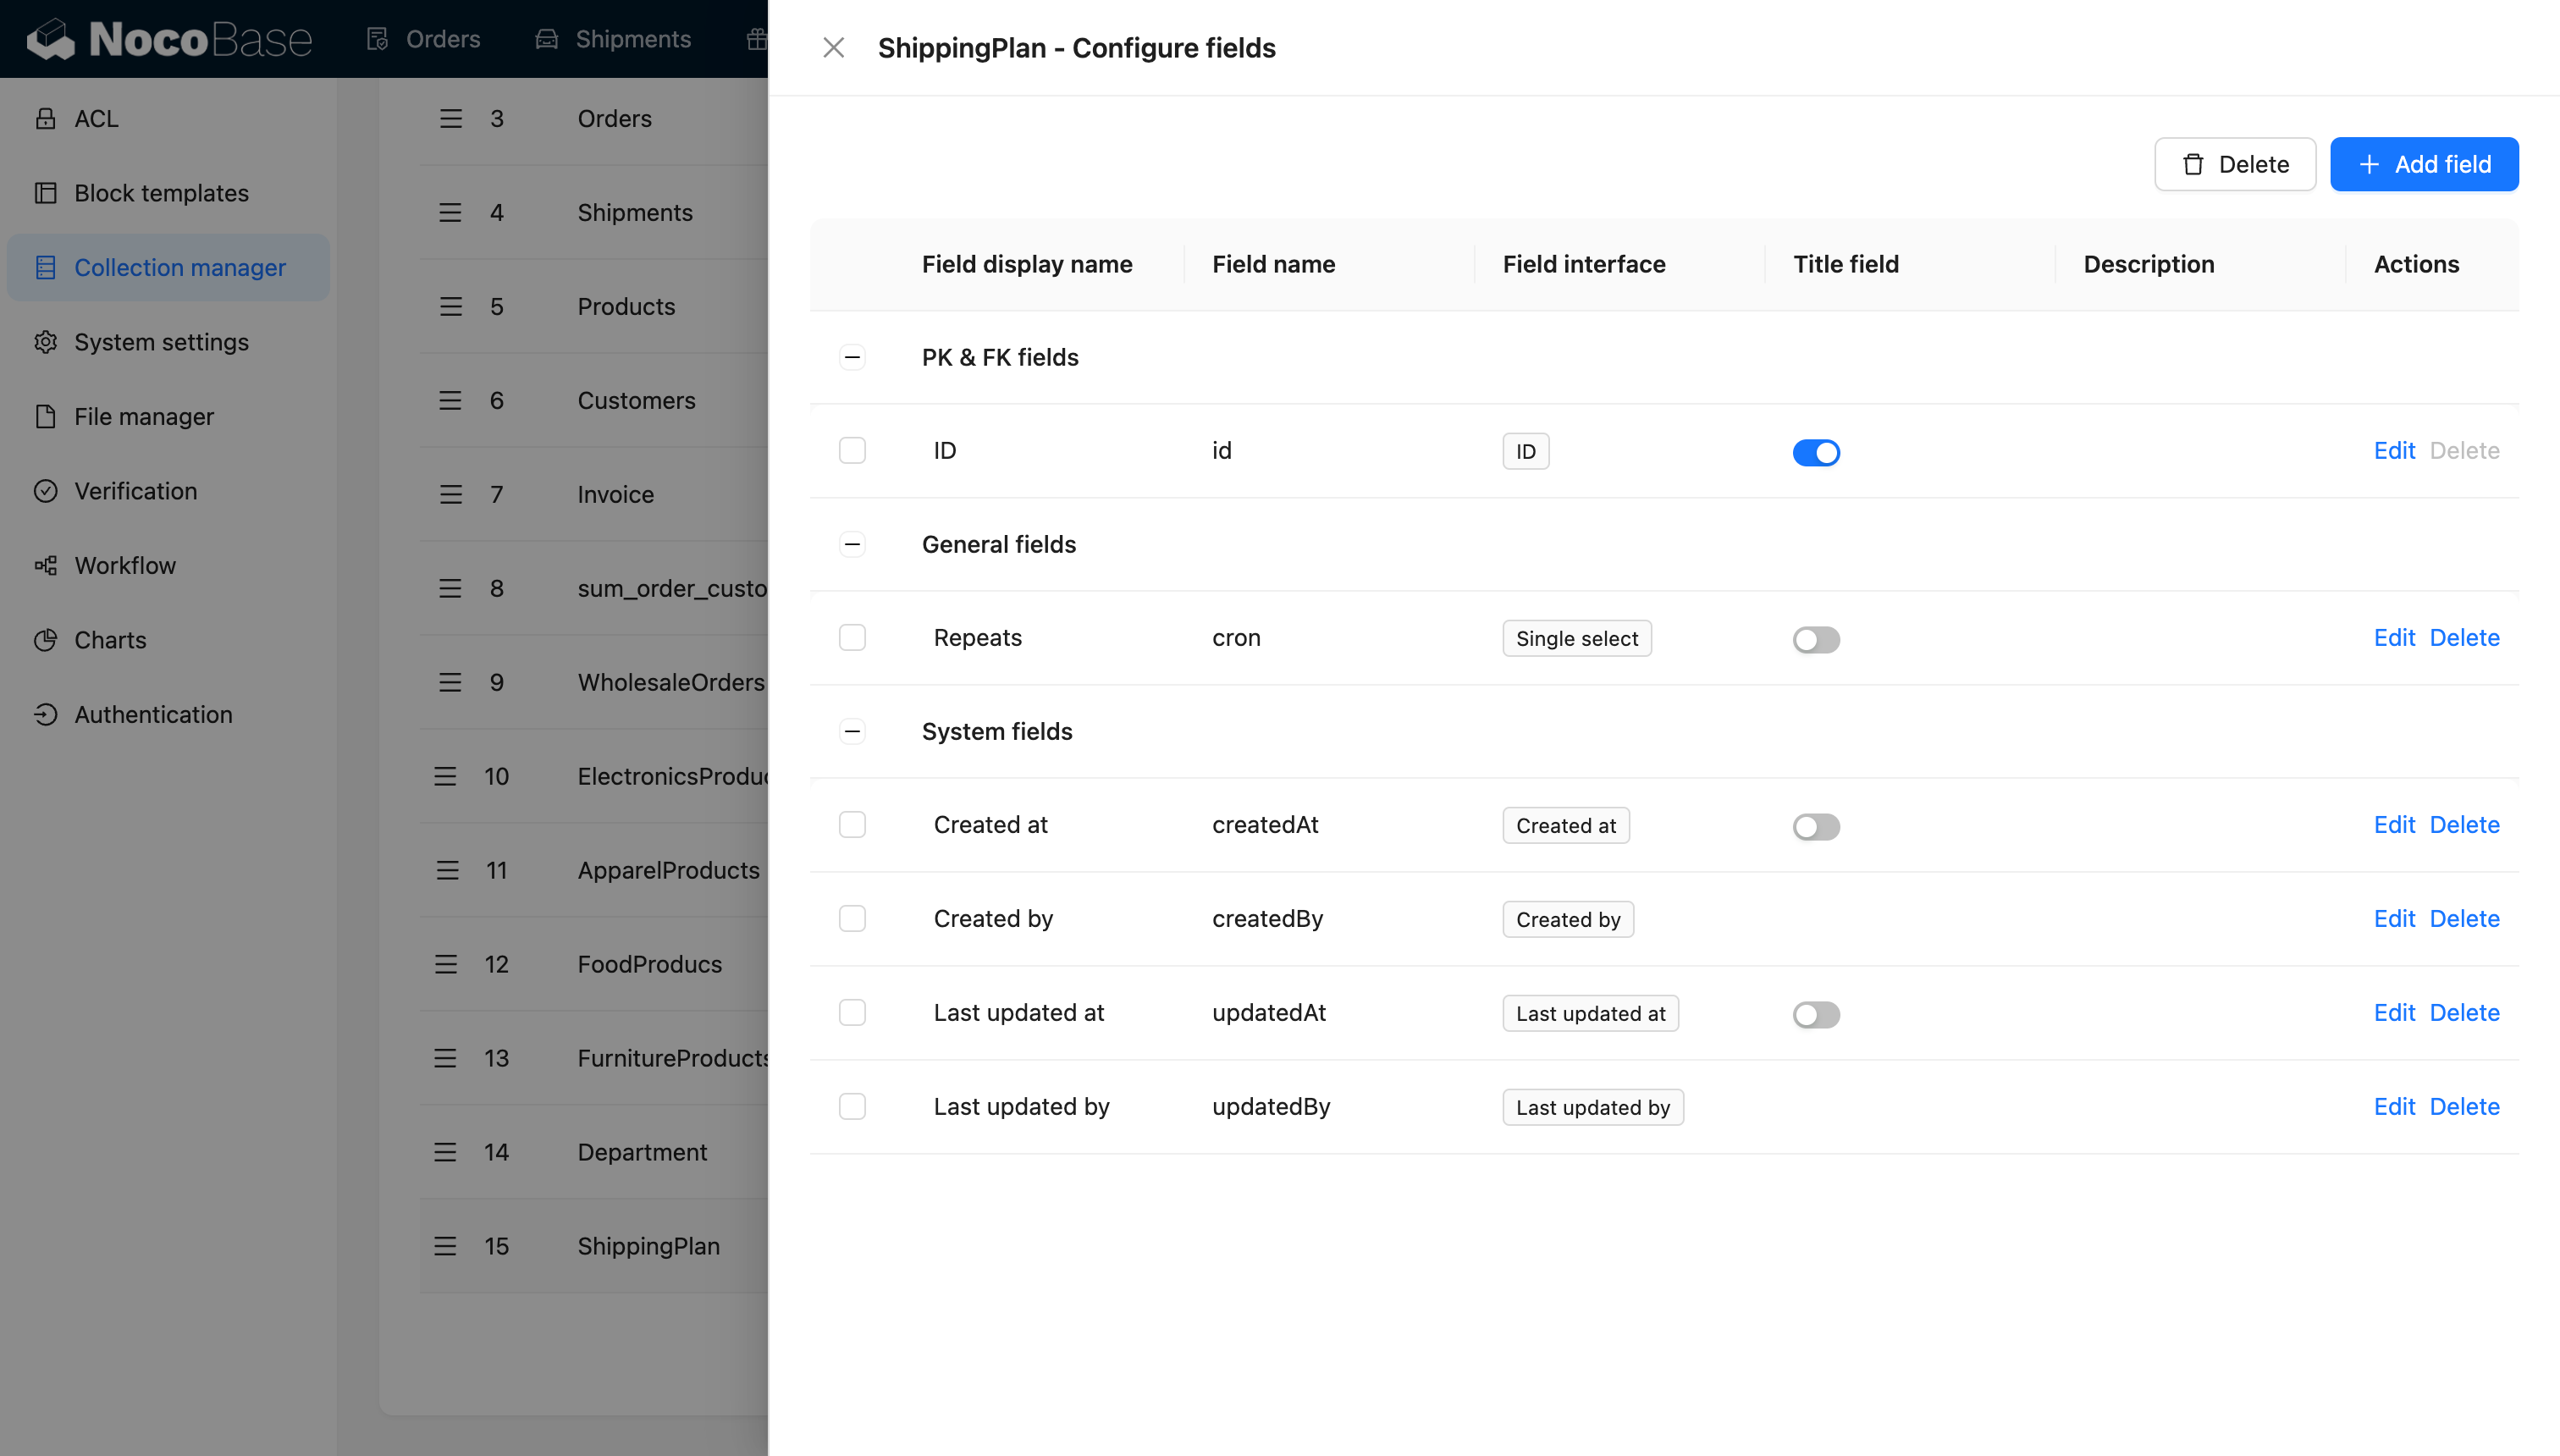 NocoBase
Orders
Shipments
ACL
Block templates
Collection manager
System settings
File manager
Verification
Workflow
Charts
Authentication
3 Orders
4 Shipments
5 Products
6 Customers
7 Invoice
8 sum_order_custo
9 WholesaleOrders
10 ElectronicsProduc
11 ApparelProducts
12 FoodProducs
13 FurnitureProducts
14 Department
15 ShippingPlan
ShippingPlan - Configure fields
Delete
Add field
Field display name Field name Field interface Title field Description Actions
PK & FK fields
ID id ID Edit Delete
General fields
Repeats cron Single select Edit Delete
System fields
Created at createdAt Created at Edit Delete
Created by createdBy Created by Edit Delete
Last updated at updatedAt Last updated at Edit Delete
Last updated by updatedBy Last updated by Edit Delete